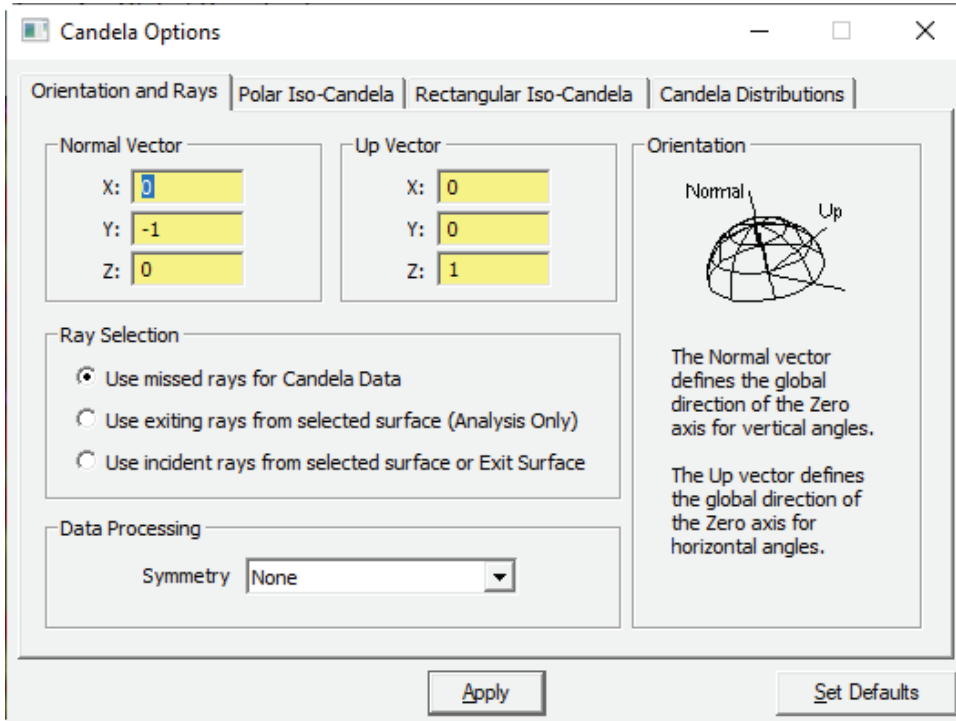 Candela Options
Orientation and Rays Polar Iso-Candela Rectangular Iso-Candela Candela Distributions
Normal Vector
X: 0
Y: -1
Z: 0
Up Vector
X: 0
Y: 0
Z: 1
Ray Selection
Use missed rays for Candela Data
Use exiting rays from selected surface (Analysis Only)
Use incident rays from selected surface or Exit Surface
Data Processing
Symmetry None
Orientation
Normal
Up
The Normal vector
defines the global
direction of the Zero
axis for vertical angles.
The Up vector defines
the global direction of
the Zero axis for
horizontal angles.
Apply
Set Defaults